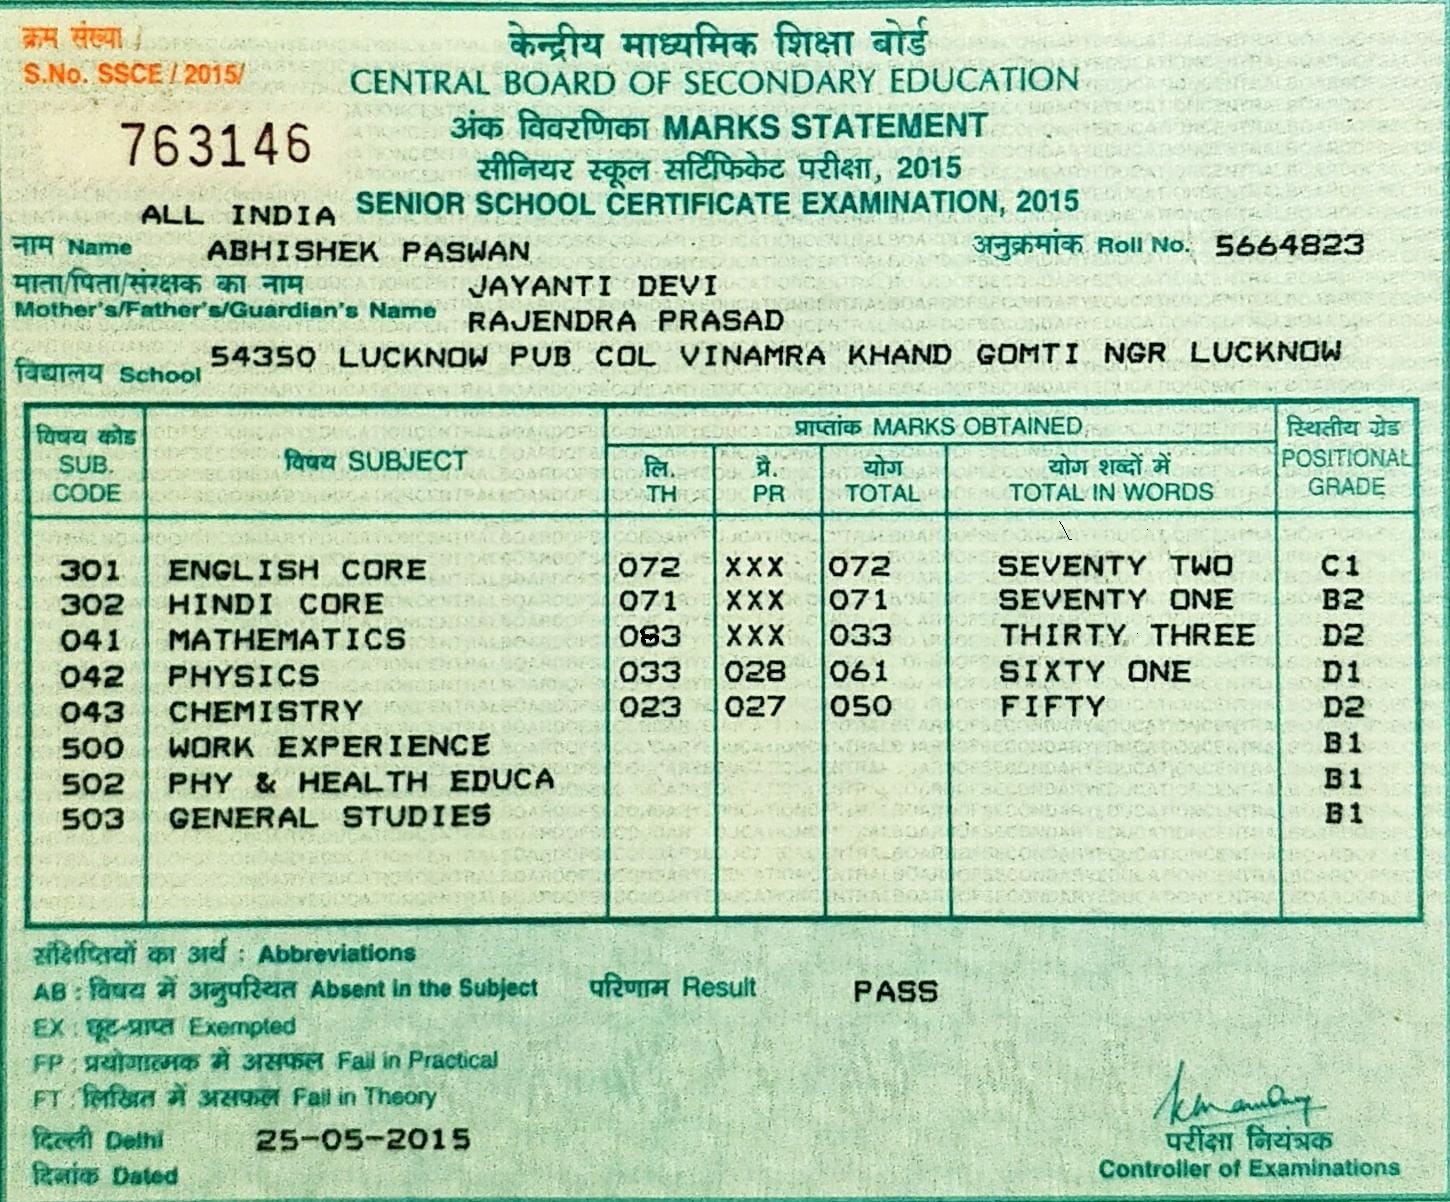 क्रम संख्या
S.No. SSCE / 2015/
763146
केन्द्रीय माध्यमिक शिक्षा बोर्ड
CENTRAL BOARD OF SECONDARY EDUCATION
अंक विवरणिका MARKS STATEMENT
सीनियर स्कूल सर्टिफिकेट परीक्षा, 2015
ALL INDIA SENIOR SCHOOL CERTIFICATE EXAMINATION, 2015
नाम Name ABHISHEK PASWAN अनुक्रमांक Roll No. 5664823
माता/पिता/संरक्षक का नाम JAYANTI DEVI
Mother's/Father's/Guardian's Name RAJENDRA PRASAD
विद्यालय School 54350 LUCKNOW PUB COL VINAMRA KHAND GOMTI NGR LUCKNOW
विषय कोड SUB. CODE विषय SUBJECT प्राप्तांक MARKS OBTAINED स्थितीय ग्रेड POSITIONAL GRADE
लि. TH प्रै. PR योग TOTAL योग शब्दों में TOTAL IN WORDS
301 ENGLISH CORE 072 XXX 072 SEVENTY TWO C1
302 HINDI CORE 071 XXX 071 SEVENTY ONE B2
041 MATHEMATICS XXX 033 THIRTY THREE D2
042 PHYSICS 033 028 061 SIXTY ONE D1
043 CHEMISTRY 023 027 050 FIFTY D2
500 WORK EXPERIENCE B1
502 PHY & HEALTH EDUCA B1
503 GENERAL STUDIES B1
संक्षिप्तियों का अर्थ : Abbreviations
AB : विषय में अनुपस्थित Absent in the Subject परिणाम Result PASS
EX : छूट-प्राप्त Exempted
FP : प्रयोगात्मक में असफल Fail in Practical
FT : लिखित में असफल Fail in Theory
दिल्ली Delhi 25-05-2015
दिनांक Dated
परीक्षा नियंत्रक
Controller of Examinations